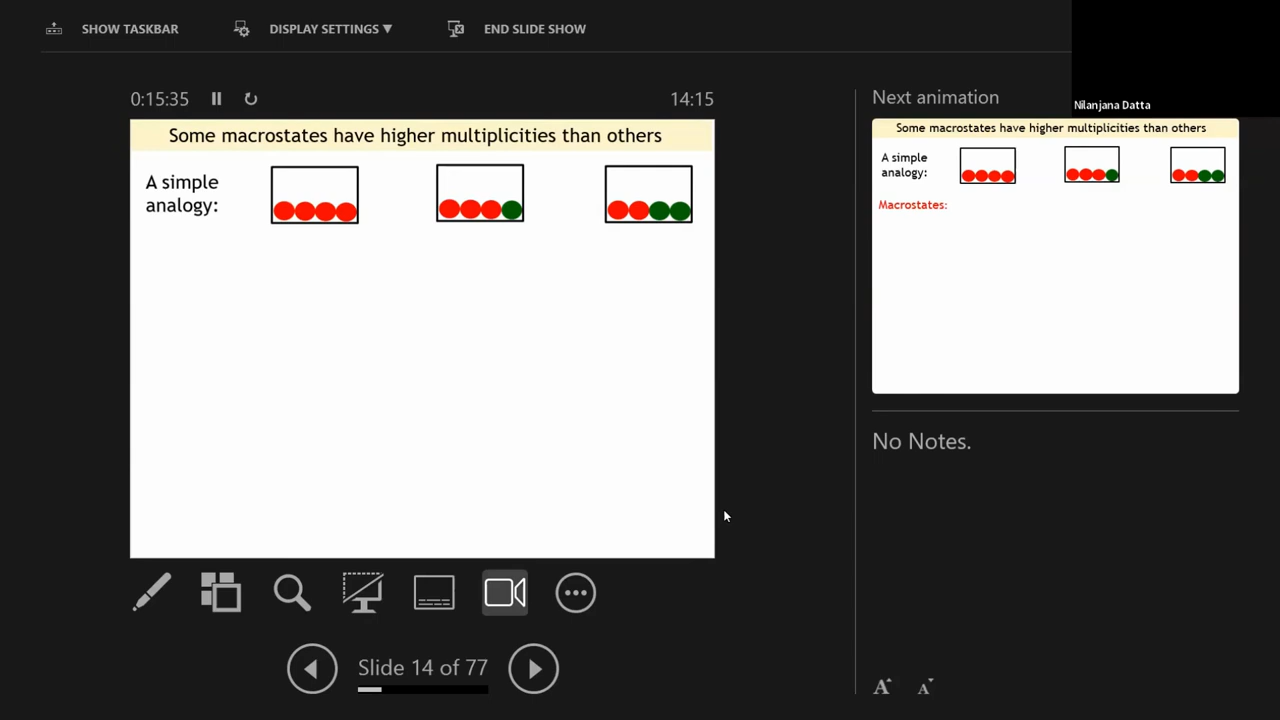 SHOW TASKBAR
DISPLAY SETTINGS ▼
END SLIDE SHOW
0:15:35
14:15
Some macrostates have higher multiplicities than others
A simple
analogy:
Slide 14 of 77
Next animation
Nilanjana Datta
Some macrostates have higher multiplicities than others
A simple
analogy:
Macrostates:
No Notes.
A A